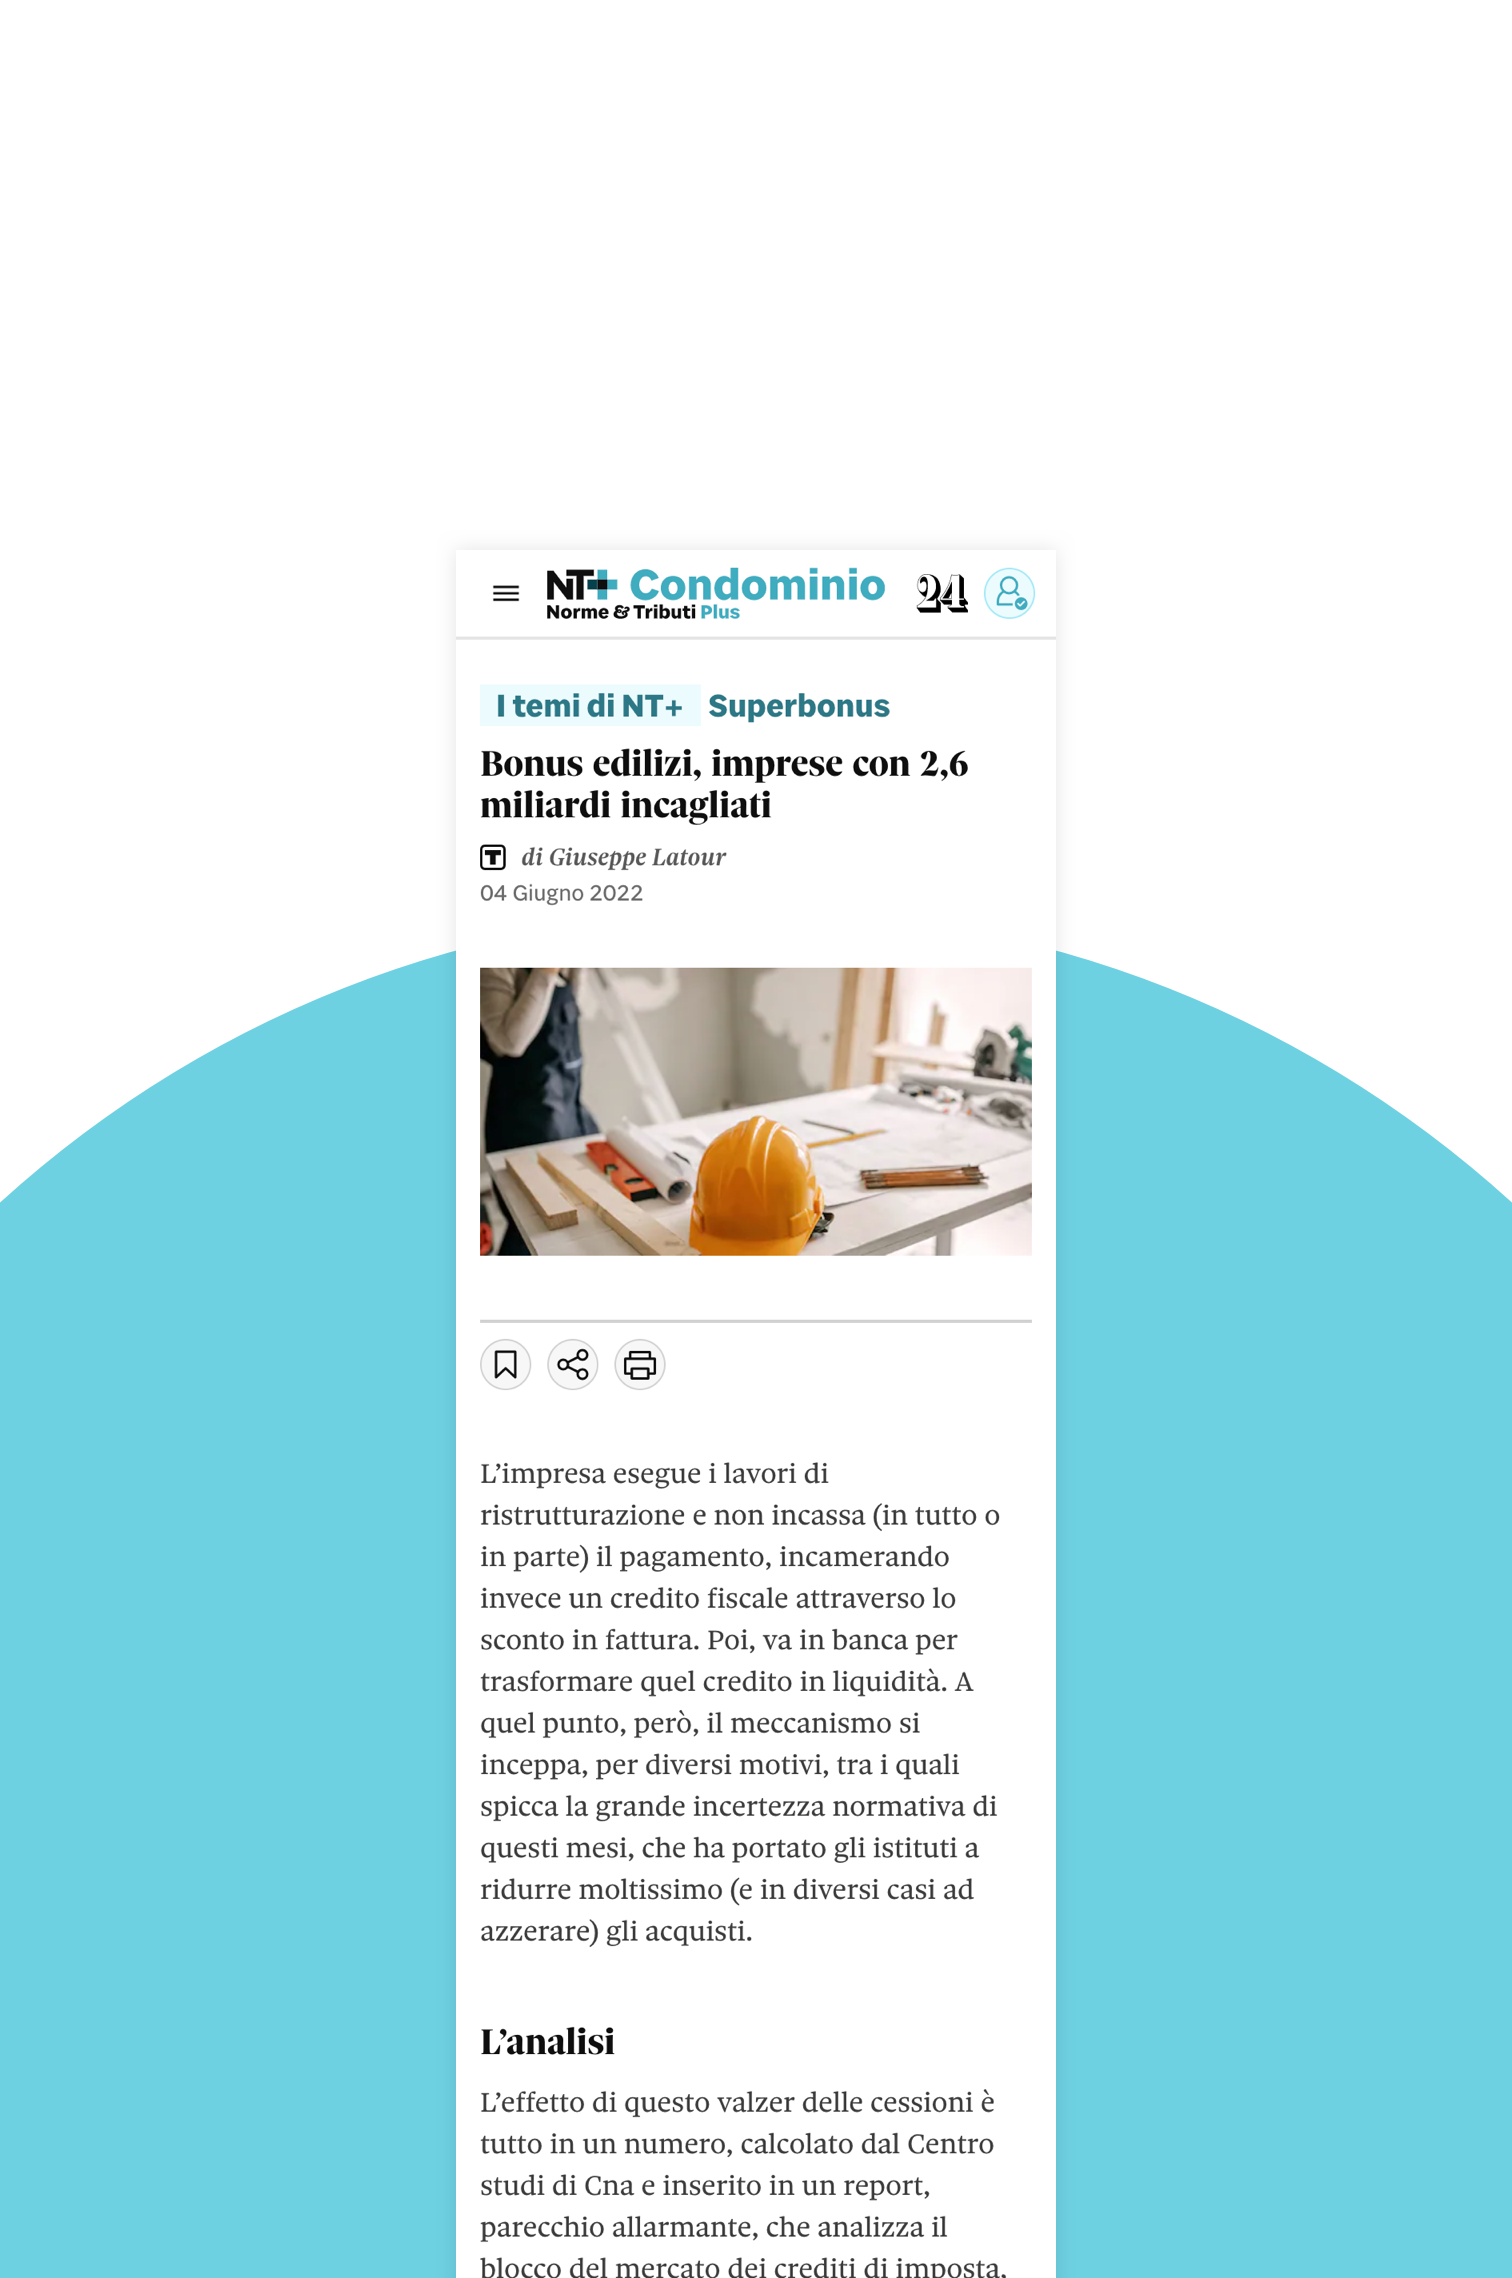 NT+ Condominio
Norme & Tributi Plus
24
I temi di NT+ Superbonus
Bonus edilizi, imprese con 2,6
miliardi incagliati
T di Giuseppe Latour
04 Giugno 2022
L’impresa esegue i lavori di
ristrutturazione e non incassa (in tutto o
in parte) il pagamento, incamerando
invece un credito fiscale attraverso lo
sconto in fattura. Poi, va in banca per
trasformare quel credito in liquidità. A
quel punto, però, il meccanismo si
inceppa, per diversi motivi, tra i quali
spicca la grande incertezza normativa di
questi mesi, che ha portato gli istituti a
ridurre moltissimo (e in diversi casi ad
azzerare) gli acquisti.
L’analisi
L’effetto di questo valzer delle cessioni è
tutto in un numero, calcolato dal Centro
studi di Cna e inserito in un report,
parecchio allarmante, che analizza il
blocco del mercato dei crediti di imposta,